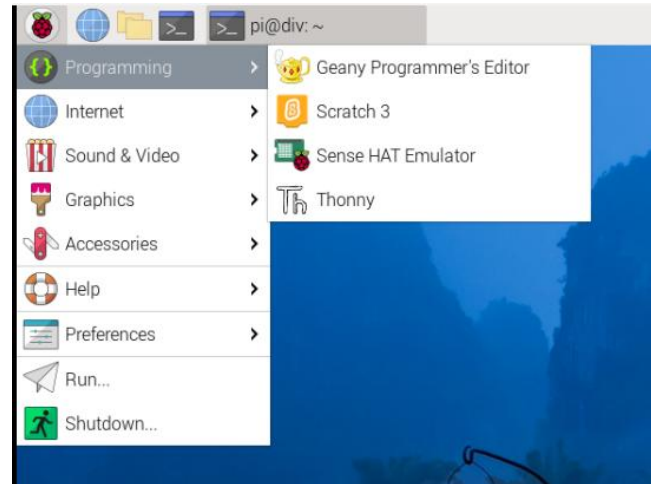 pi@div: ~
Programming
Internet
Sound & Video
Graphics
Accessories
Help
Preferences
Run...
Shutdown...
Geany Programmer's Editor
Scratch 3
Sense HAT Emulator
Thonny